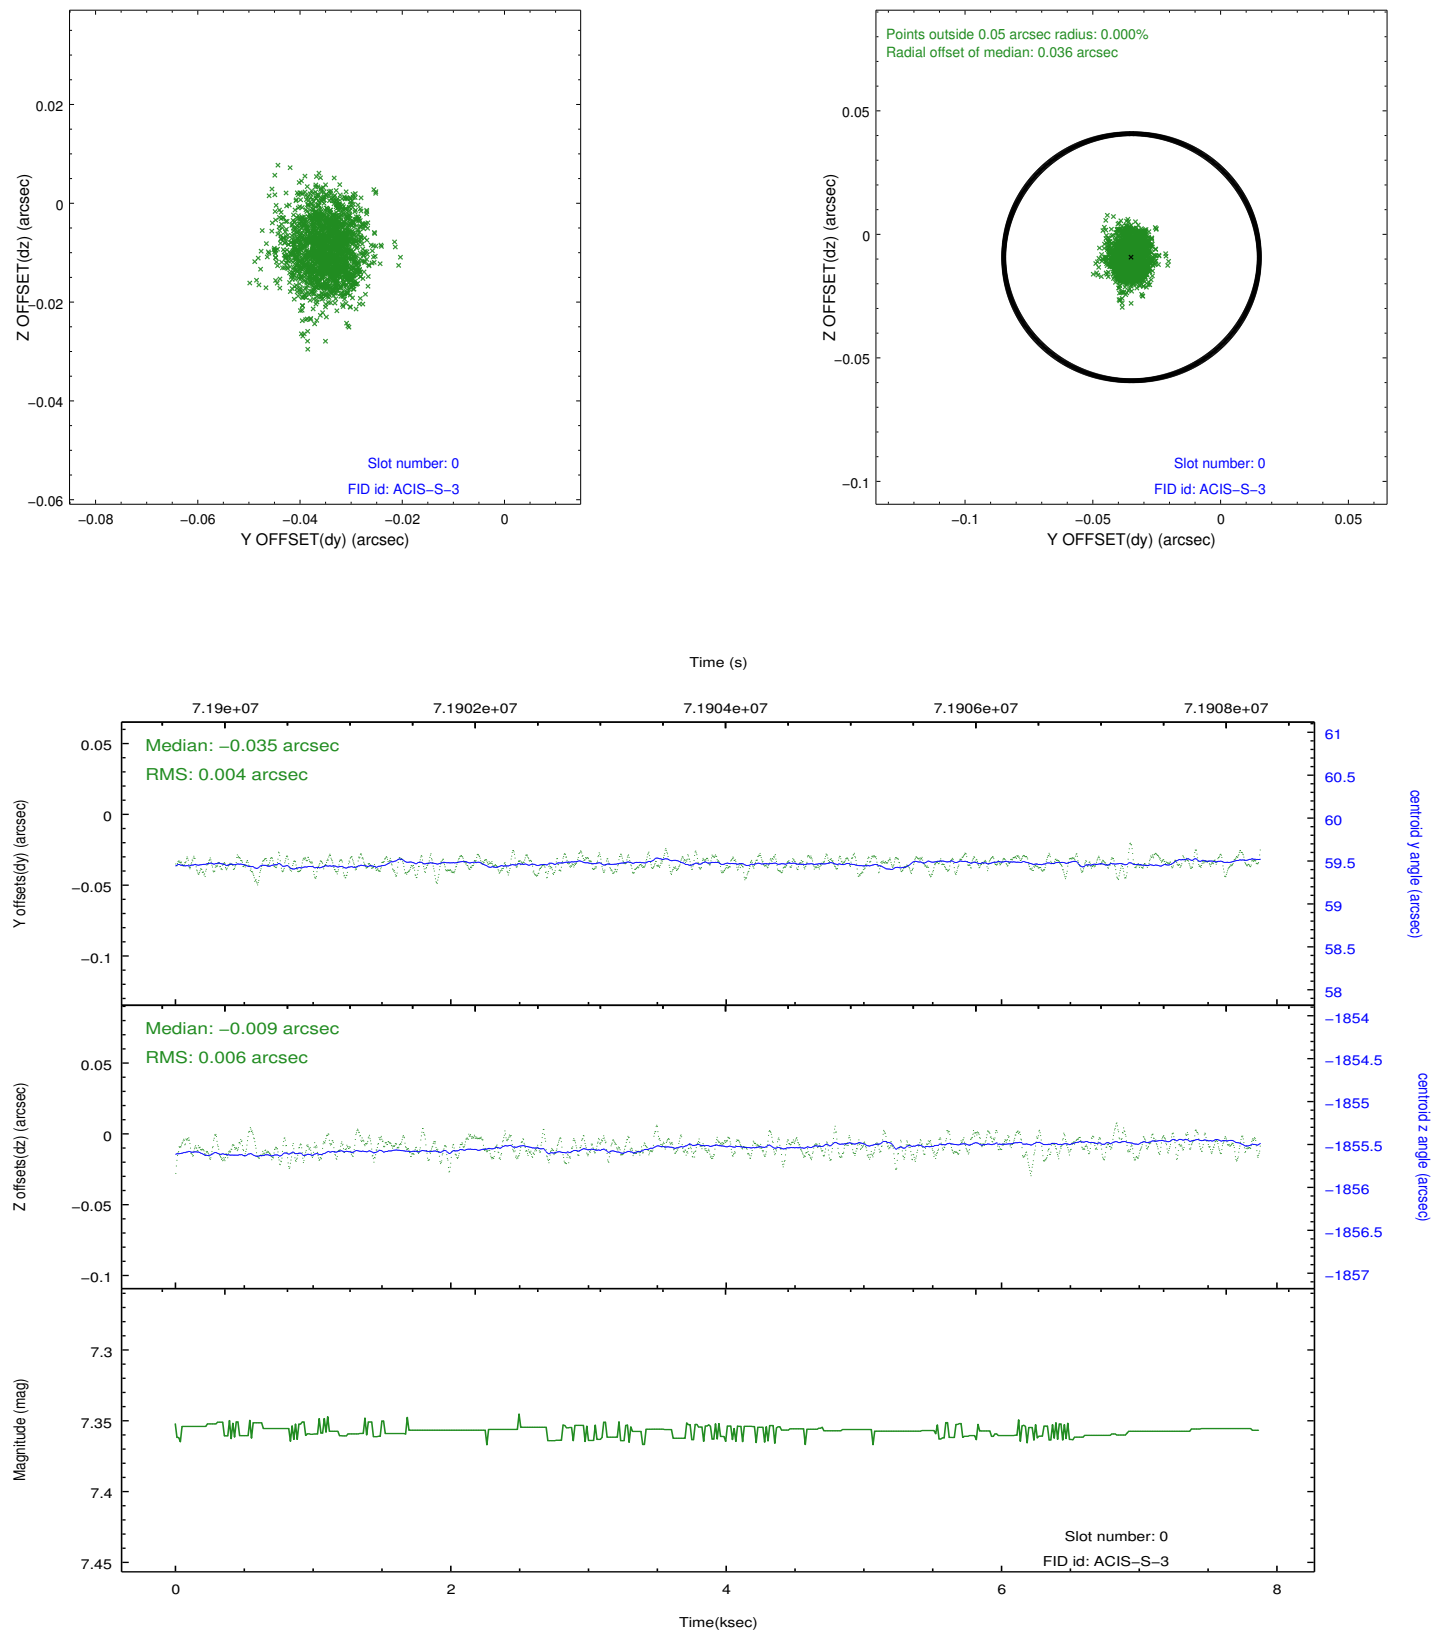 0.02
0
−0.02
−0.04
−0.06
Z OFFSET(dz) (arcsec)
Slot number: 0
FID id: ACIS−S−3
−0.08
−0.06
−0.04
−0.02
0
Y OFFSET(dy) (arcsec)
Points outside 0.05 arcsec radius: 0.000%
Radial offset of median: 0.036 arcsec
0.05
0
−0.05
−0.1
Z OFFSET(dz) (arcsec)
Slot number: 0
FID id: ACIS−S−3
−0.1
−0.05
0
0.05
Y OFFSET(dy) (arcsec)
Time (s)
7.19e+07
7.1902e+07
7.1904e+07
7.1906e+07
7.1908e+07
Median: −0.035 arcsec
RMS: 0.004 arcsec
0.05
0
−0.05
−0.1
Y offsets(dy) (arcsec)
61
60.5
60
59.5
59
58.5
58
centroid y angle (arcsec)
Median: −0.009 arcsec
RMS: 0.006 arcsec
0.05
0
−0.05
−0.1
Z offsets(dz) (arcsec)
−1854
−1854.5
−1855
−1855.5
−1856
−1856.5
−1857
centroid z angle (arcsec)
7.3
7.35
7.4
7.45
Magnitude (mag)
Slot number: 0
FID id: ACIS−S−3
0
2
4
6
8
Time(ksec)